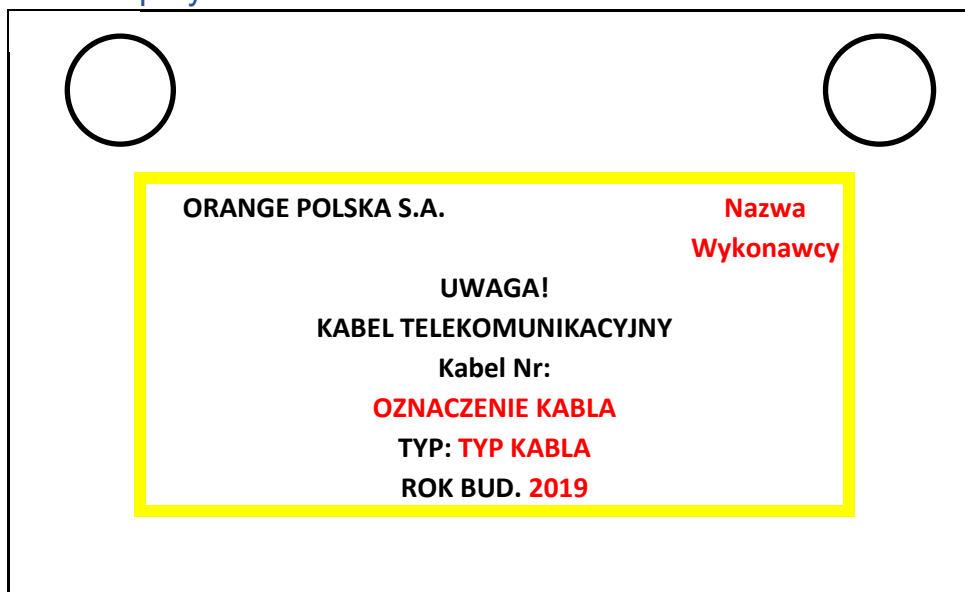 ORANGE POLSKA S.A. Nazwa
Wykonawcy
UWAGA!
KABEL TELEKOMUNIKACYJNY
Kabel Nr:
OZNACZENIE KABLA
TYP: TYP KABLA
ROK BUD. 2019